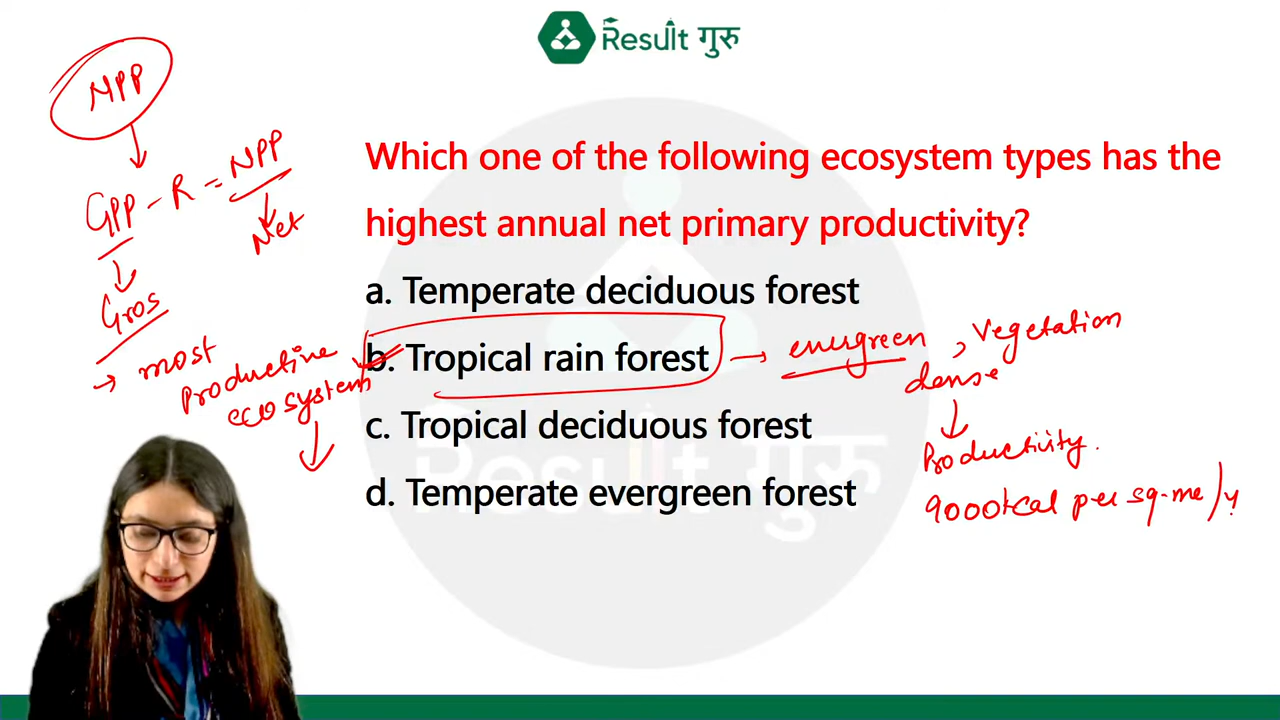 Result गुरु
NPP
GPP - R = NPP
Net
Gros
→ most
Productive
ecosystem
Which one of the following ecosystem types has the
highest annual net primary productivity?
a. Temperate deciduous forest
b. Tropical rain forest
→ evergreen, Vegetation
dense
Productivity.
9000kcal per sq.me/y
c. Tropical deciduous forest
d. Temperate evergreen forest
Result गुरु